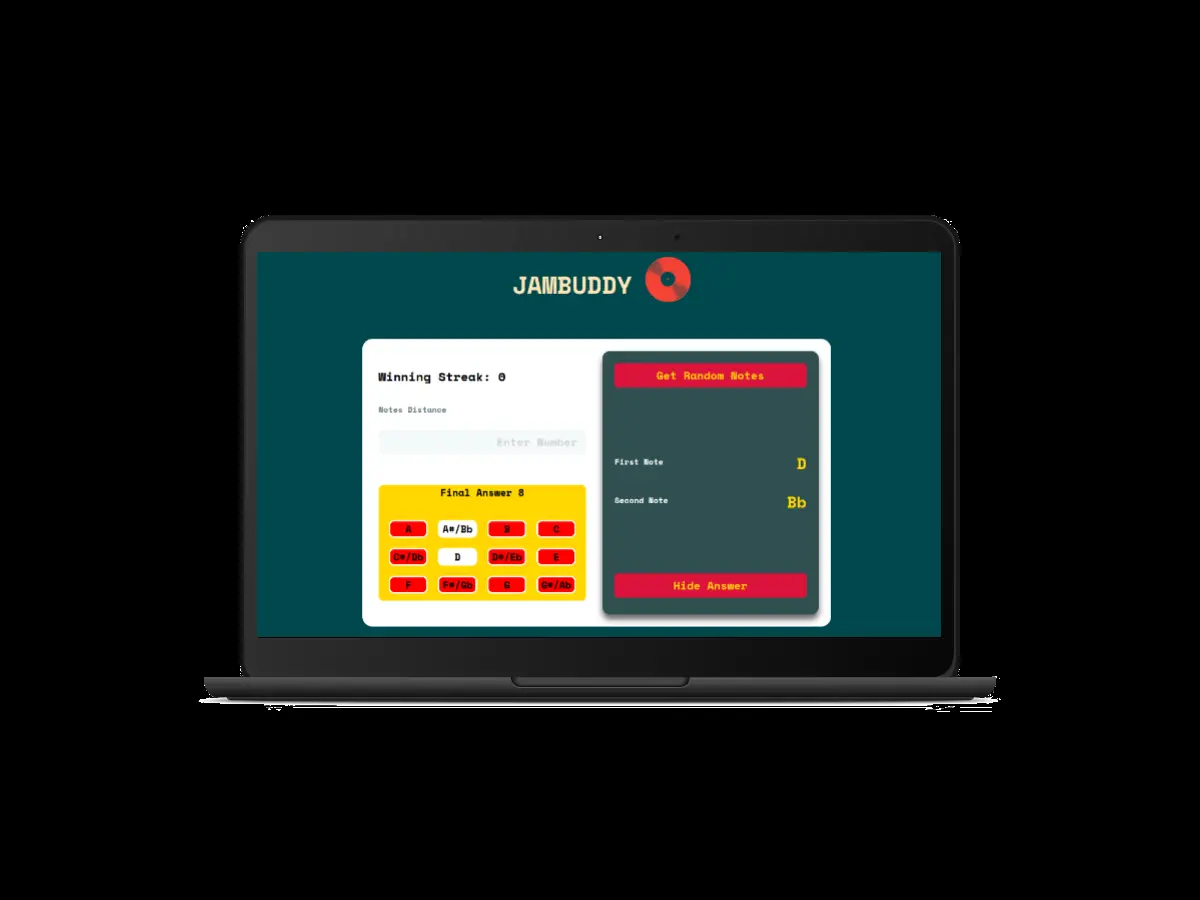 JAMBUDDY
Winning Streak: 0
Notes Distance
Enter Number
Final Answer 8
A A#/Bb B C
C#/Db D D#/Eb E
F F#/Gb G G#/Ab
Get Random Notes
First Note D
Second Note Bb
Hide Answer